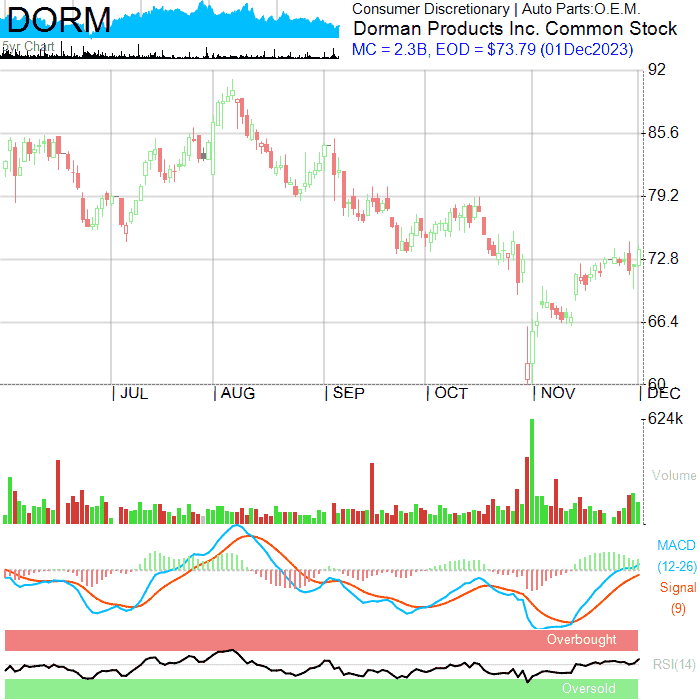 DORM
5yr Chart
Consumer Discretionary | Auto Parts:O.E.M.
Dorman Products Inc. Common Stock
MC = 2.3B, EOD = $73.79 (01Dec2023)
92
85.6
79.2
72.8
66.4
60
JUL
AUG
SEP
OCT
NOV
DEC
624k
Volume
MACD
(12-26)
Signal
(9)
Overbought
RSI(14)
Oversold